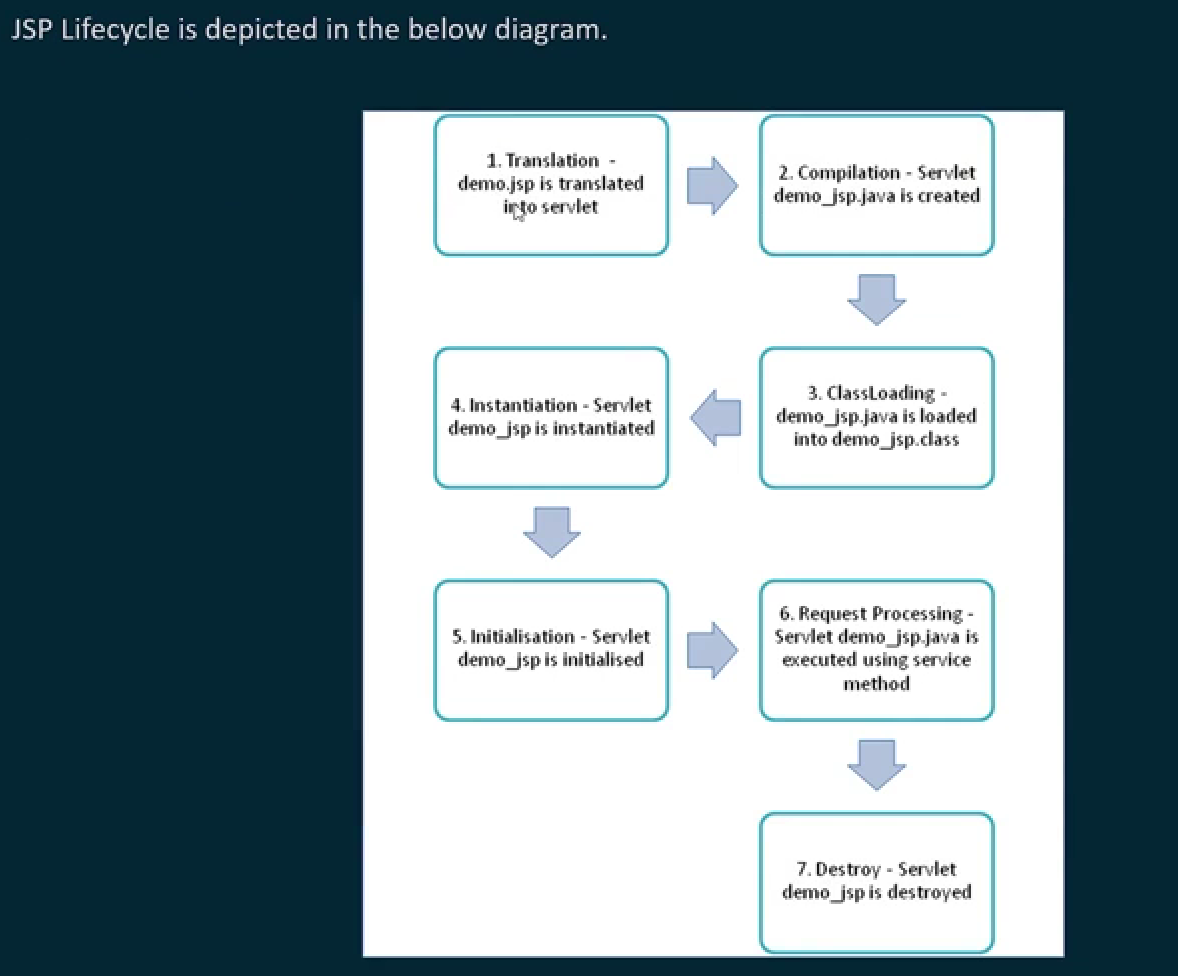 JSP Lifecycle is depicted in the below diagram.
1. Translation -
demo.jsp is translated
into servlet
2. Compilation - Servlet
demo_jsp.java is created
3. ClassLoading -
demo_jsp.java is loaded
into demo_jsp.class
4. Instantiation - Servlet
demo_jsp is instantiated
5. Initialisation - Servlet
demo_jsp is initialised
6. Request Processing -
Servlet demo_jsp.java is
executed using service
method
7. Destroy - Servlet
demo_jsp is destroyed